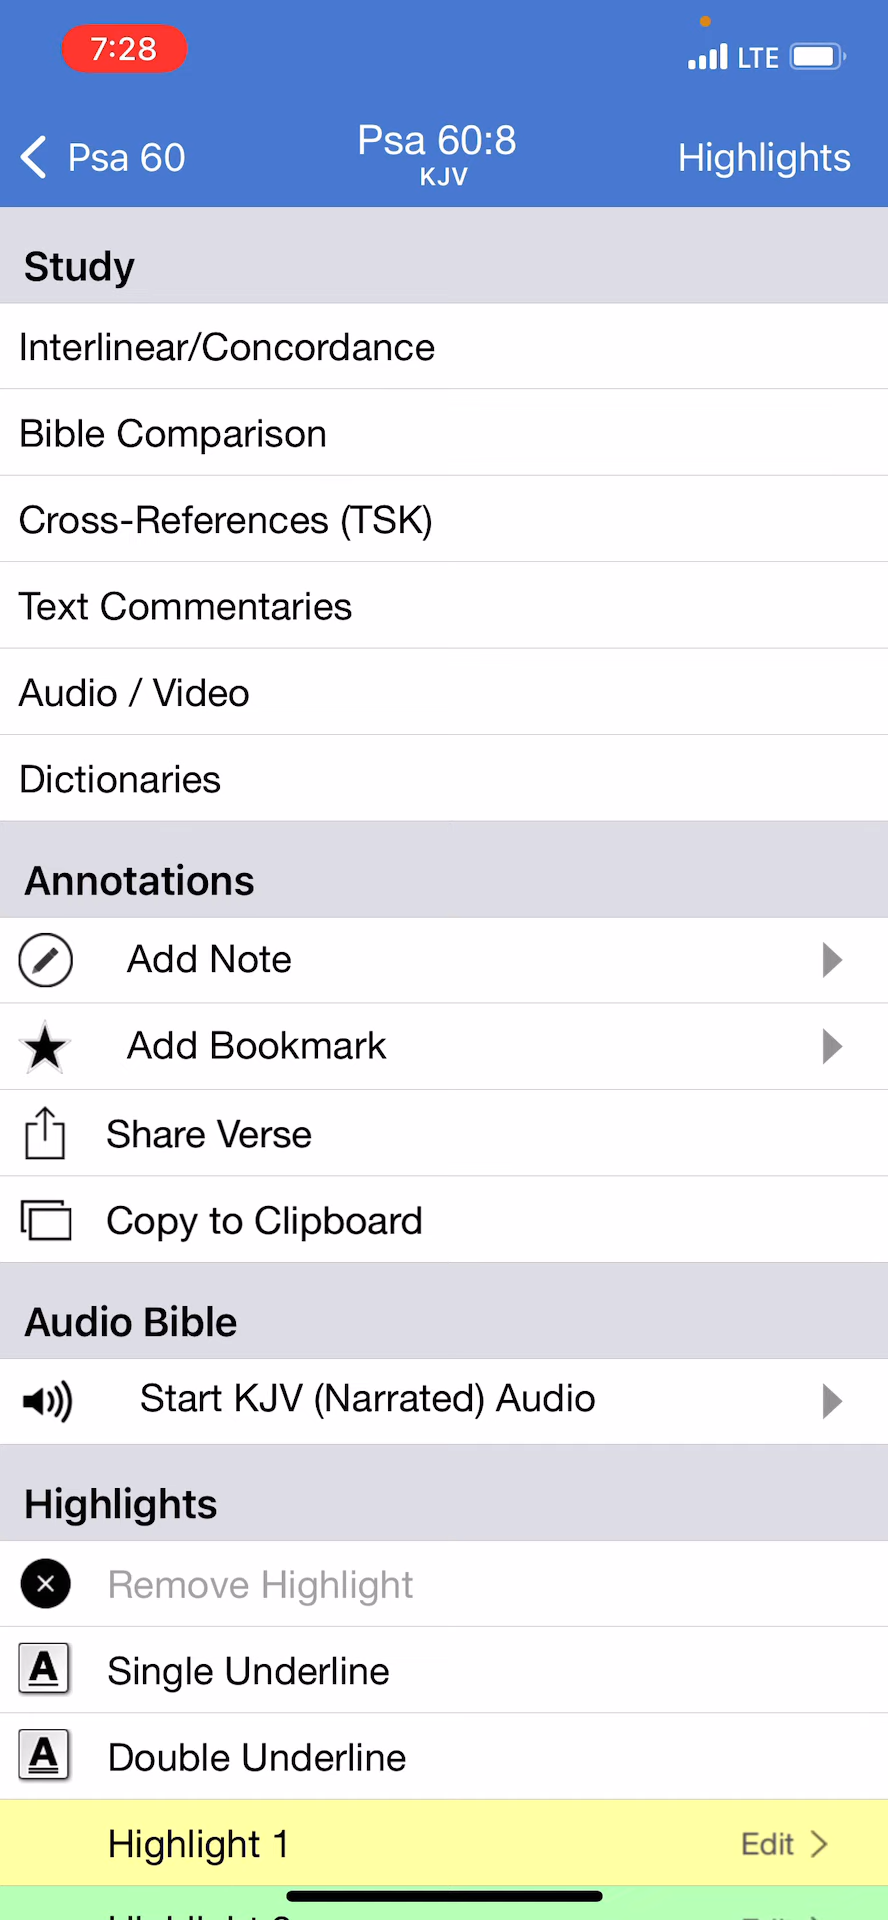 7:28
LTE
Psa 60
Psa 60:8
KJV
Highlights
Study
Interlinear/Concordance
Bible Comparison
Cross-References (TSK)
Text Commentaries
Audio / Video
Dictionaries
Annotations
Add Note
Add Bookmark
Share Verse
Copy to Clipboard
Audio Bible
Start KJV (Narrated) Audio
Highlights
Remove Highlight
A Single Underline
A Double Underline
Highlight 1 Edit